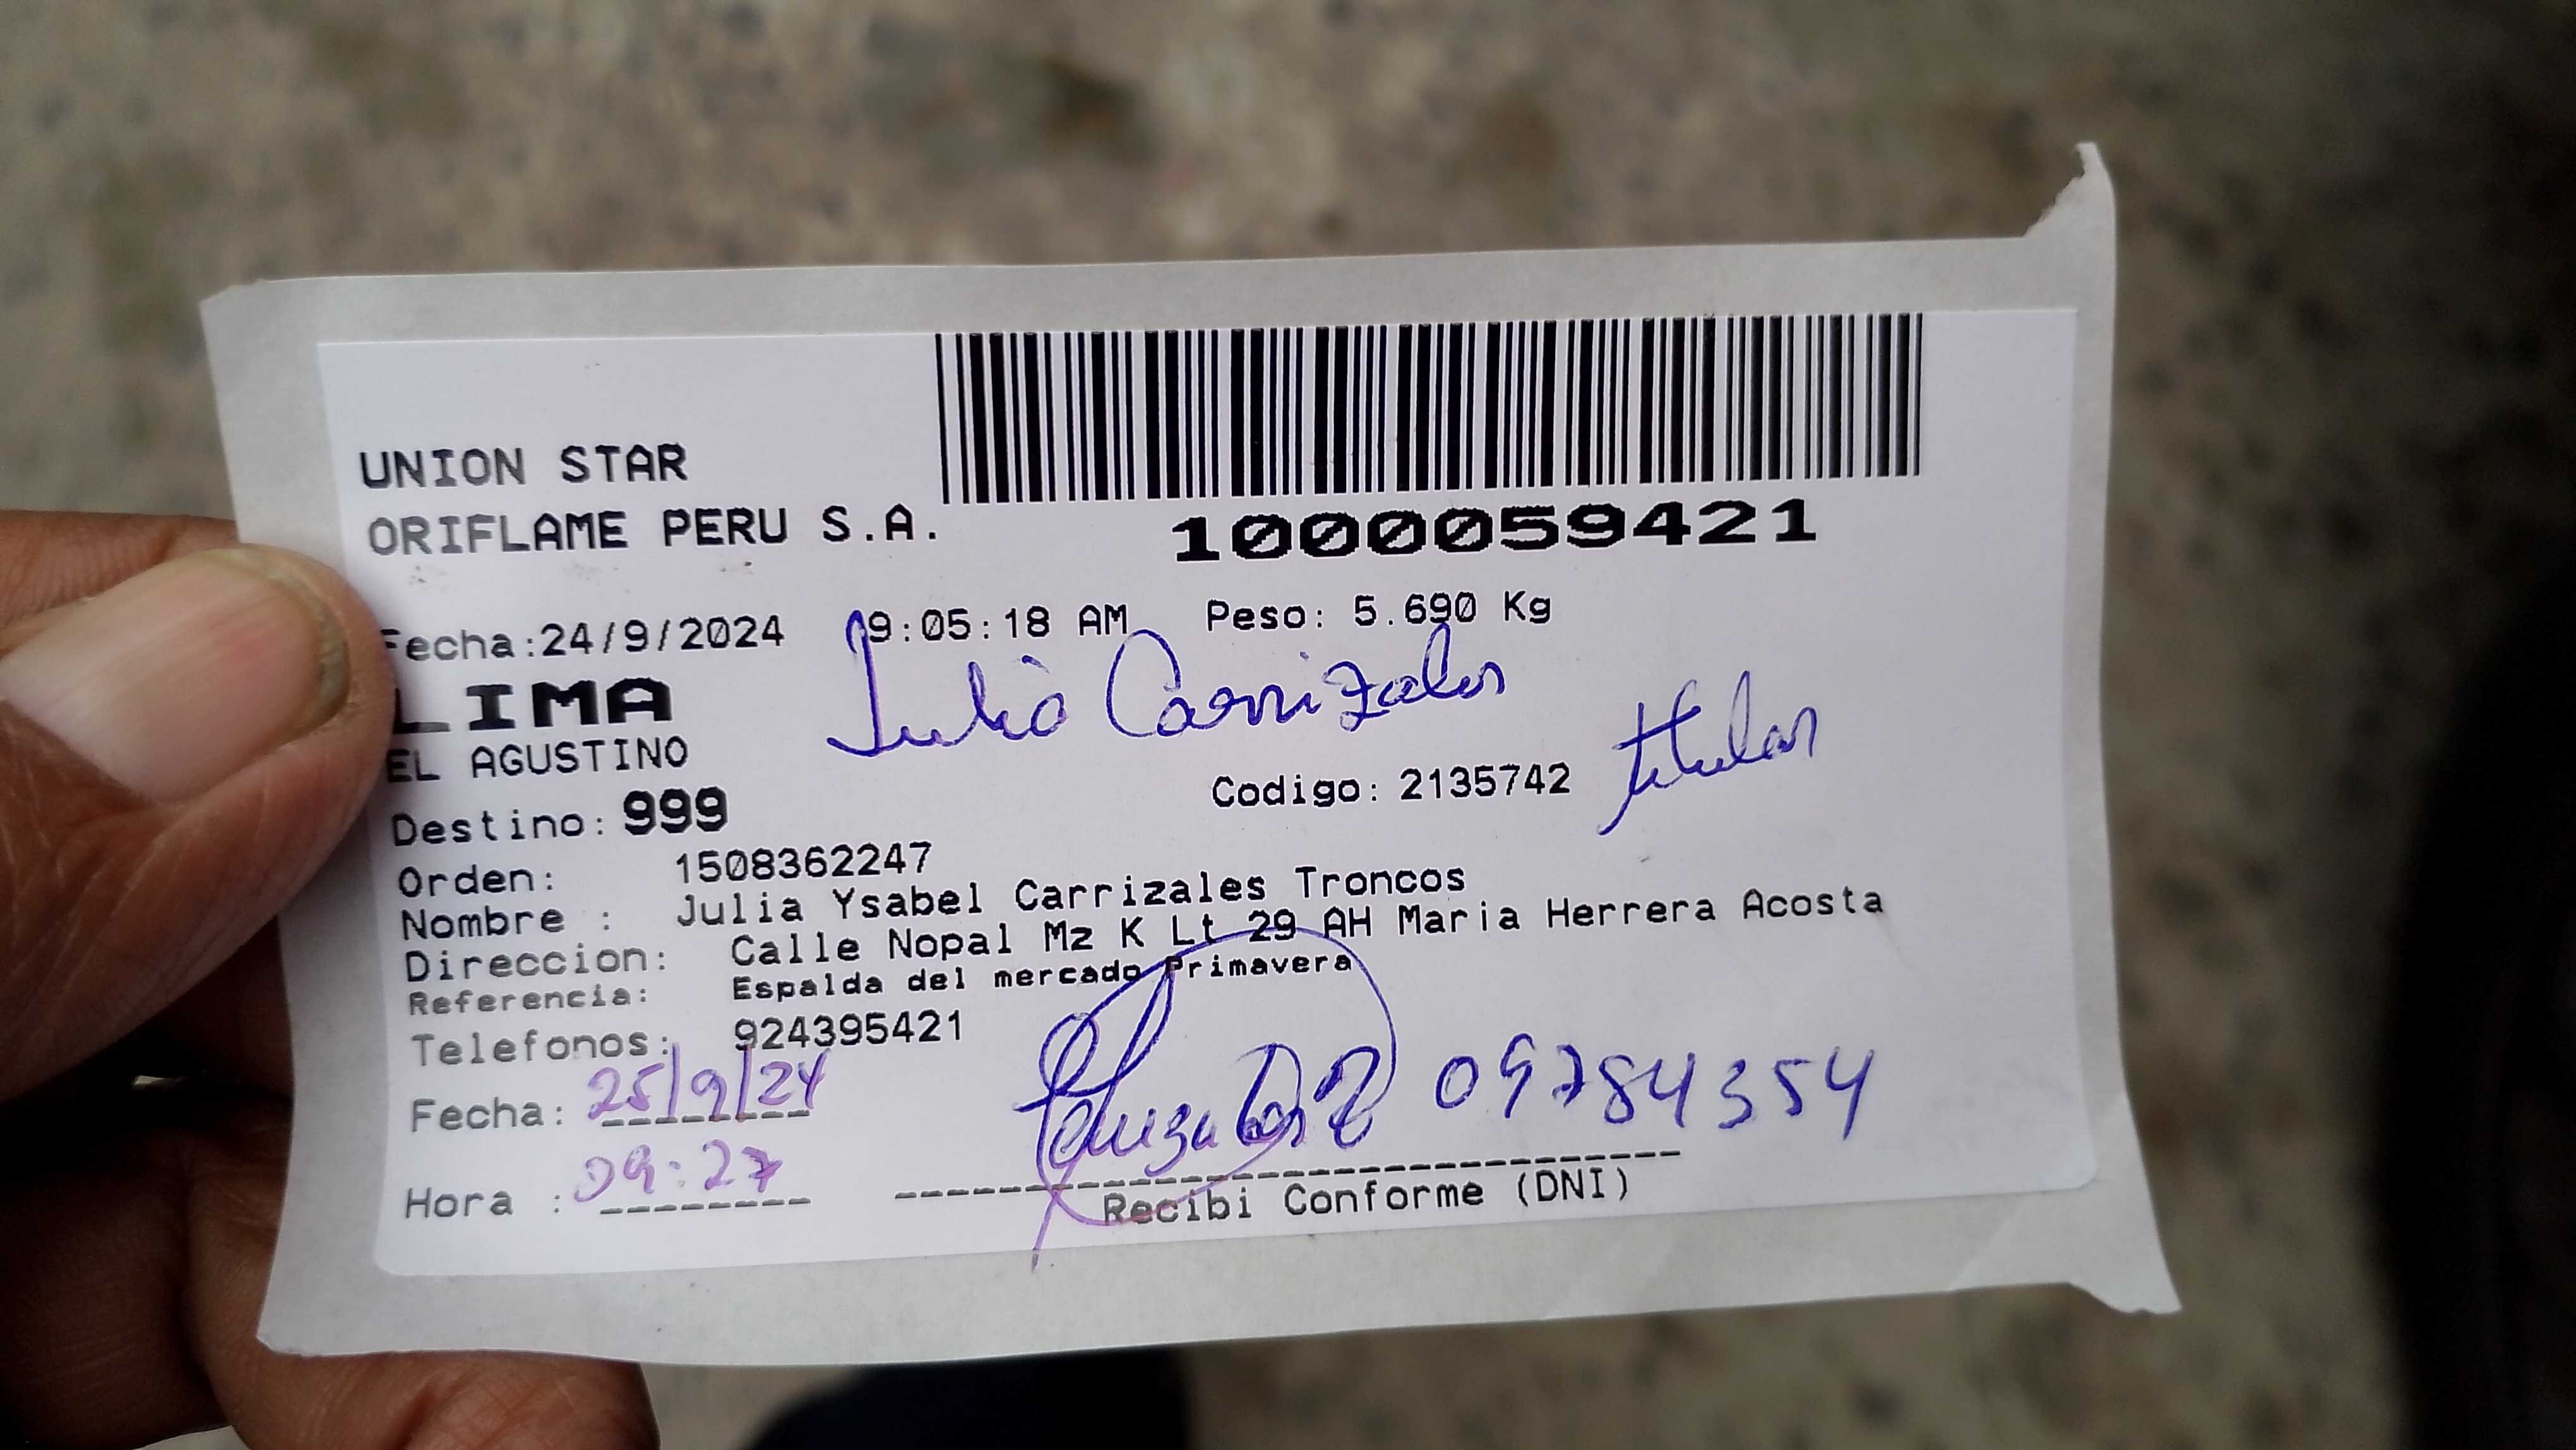 UNION STAR
ORIFLAME PERU S.A.
1000059421
Fecha:24/9/2024 09:05:18 AM Peso: 5.690 Kg
LIMA
Julia Carrizales
EL AGUSTINO
titular
Destino: 999 Codigo: 2135742
Orden: 1508362247
Nombre : Julia Ysabel Carrizales Troncos
Direccion: Calle Nopal Mz K Lt 29 AH Maria Herrera Acosta
Referencia: Espalda del mercado Primavera
Telefonos: 924395421
Fecha: 25/9/24
09784354
Hora : 09:27
Recibi Conforme (DNI)